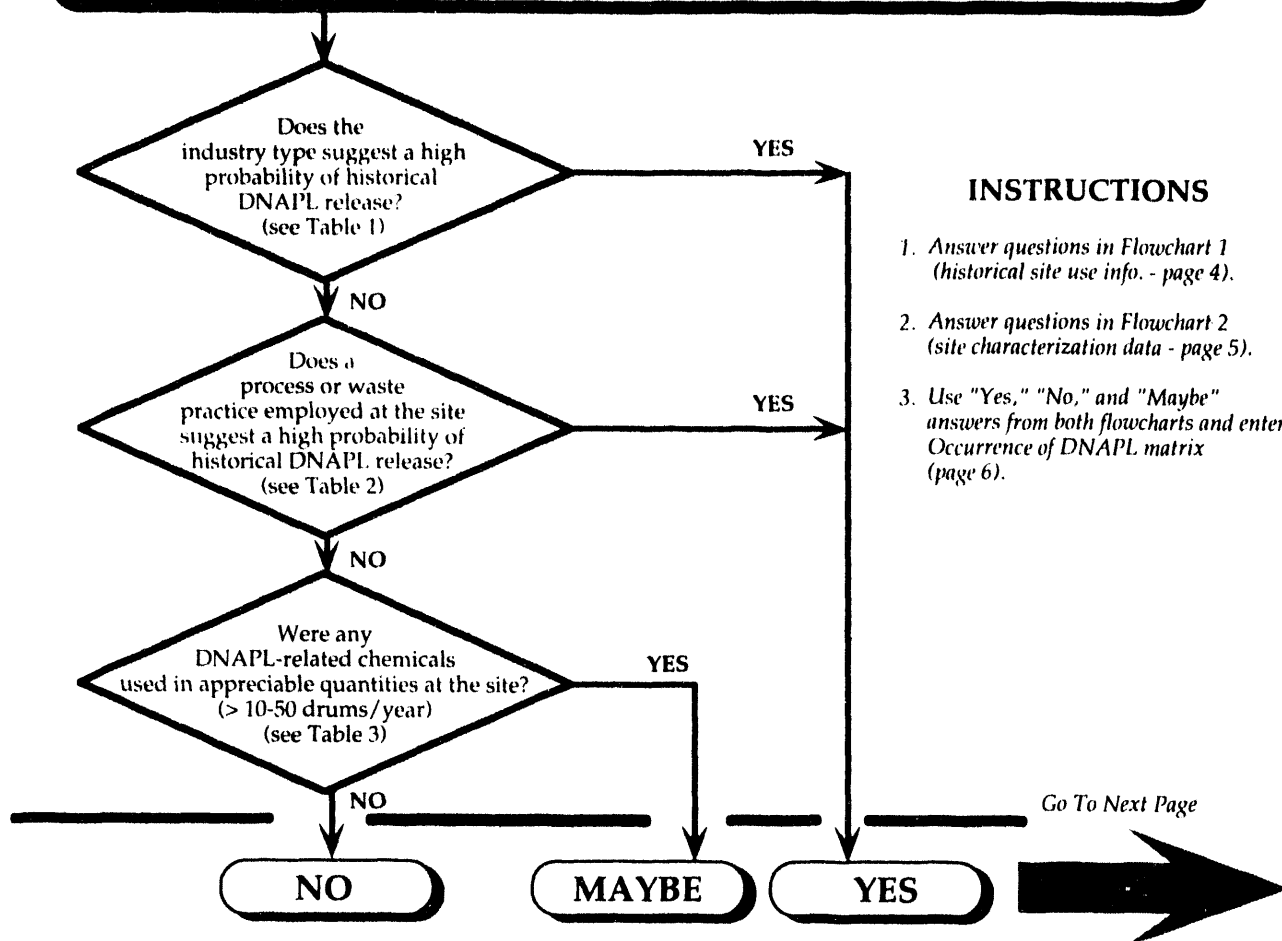 Does the
industry type suggest a high
probability of historical
DNAPL release?
(see Table 1)
YES
NO
Does a
process or waste
practice employed at the site
suggest a high probability of
historical DNAPL release?
(see Table 2)
YES
NO
Were any
DNAPL-related chemicals
used in appreciable quantities at the site?
(> 10-50 drums/year)
(see Table 3)
YES
NO
INSTRUCTIONS
1. Answer questions in Flowchart 1
(historical site use info. - page 4).
2. Answer questions in Flowchart 2
(site characterization data - page 5).
3. Use "Yes," "No," and "Maybe"
answers from both flowcharts and enter
Occurrence of DNAPL matrix
(page 6).
Go To Next Page
NO
MAYBE
YES